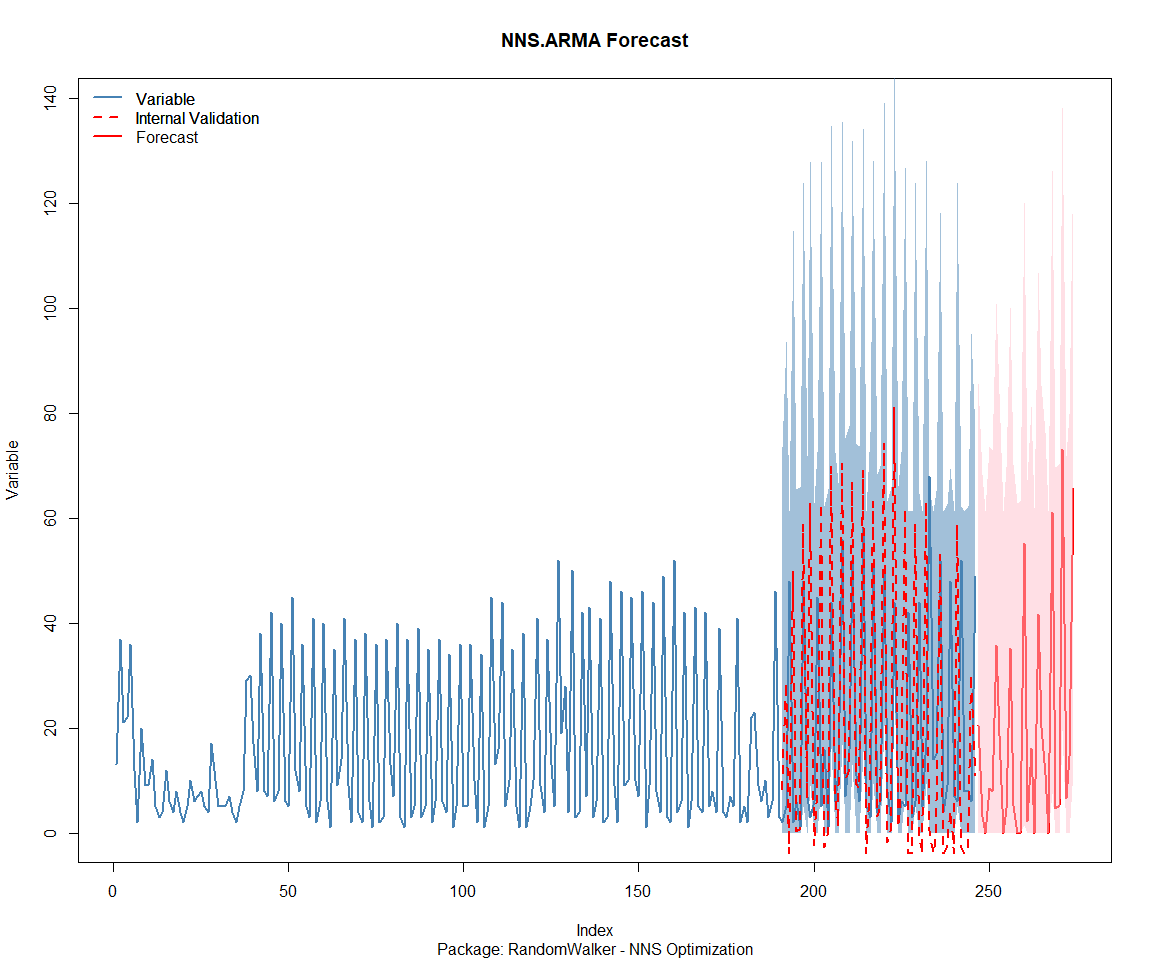 NNS.ARMA Forecast
Variable
Internal Validation
Forecast
140
120
100
80
60
40
20
0
Variable
0
50
100
150
200
250
Index
Package: RandomWalker - NNS Optimization